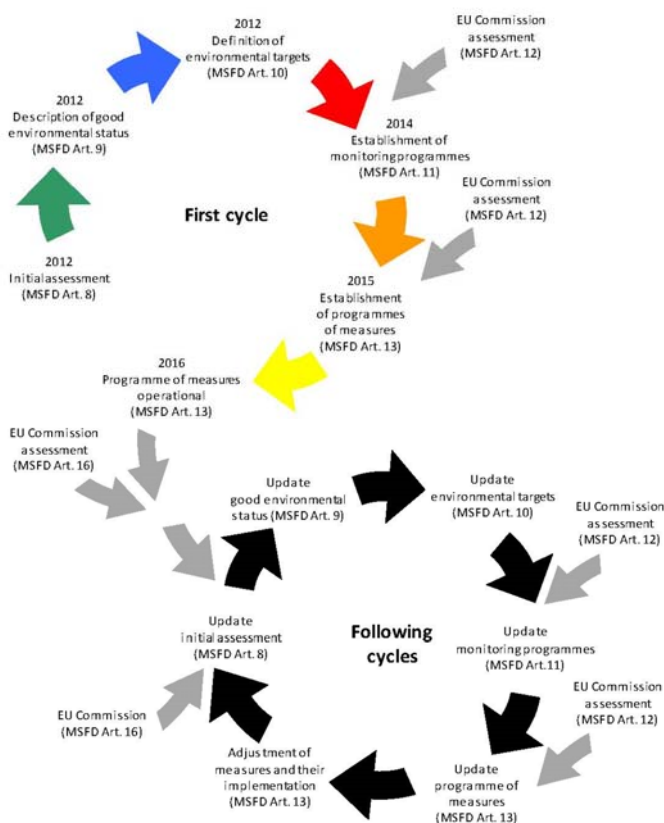 2012
Definition of
environmental targets
(MSFD Art. 10)
EU Commission
assessment
(MSFD Art. 12)
2012
Description of good
environmental status
(MSFD Art. 9)
2014
Establishment of
monitoring programmes
(MSFD Art. 11)
EU Commission
assessment
(MSFD Art. 12)
First cycle
2012
Initial assessment
(MSFD Art. 8)
2015
Establishment
of programmes
of measures
(MSFD Art. 13)
2016
Programme of measures
operational
(MSFD Art. 13)
EU Commission
assessment
(MSFD Art. 16)
Update
good environmental
status (MSFD Art. 9)
Update
environmental targets
(MSFD Art. 10)
EU Commission
assessment
(MSFD Art. 12)
Update
initial assessment
(MSFD Art. 8)
Following
cycles
Update
monitoring programmes
(MSFD Art.11)
EU Commission
(MSFD Art. 16)
EU Commission
assessment
(MSFD Art. 12)
Adjustment of
measures and their
implementation
(MSFD Art. 13)
Update
programme of
measures
(MSFD Art. 13)